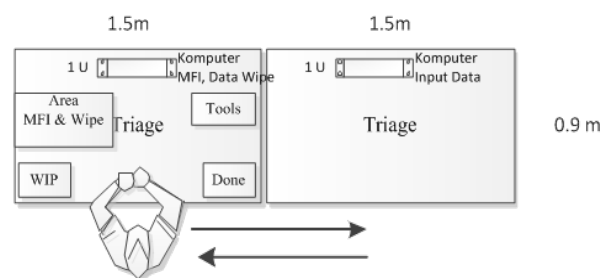 1.5m
1.5m
1 U
Komputer
MFI, Data Wipe
1 U
Komputer
Input Data
Area
MFI & Wipe
Triage
Tools
Triage
0.9 m
WIP
Done